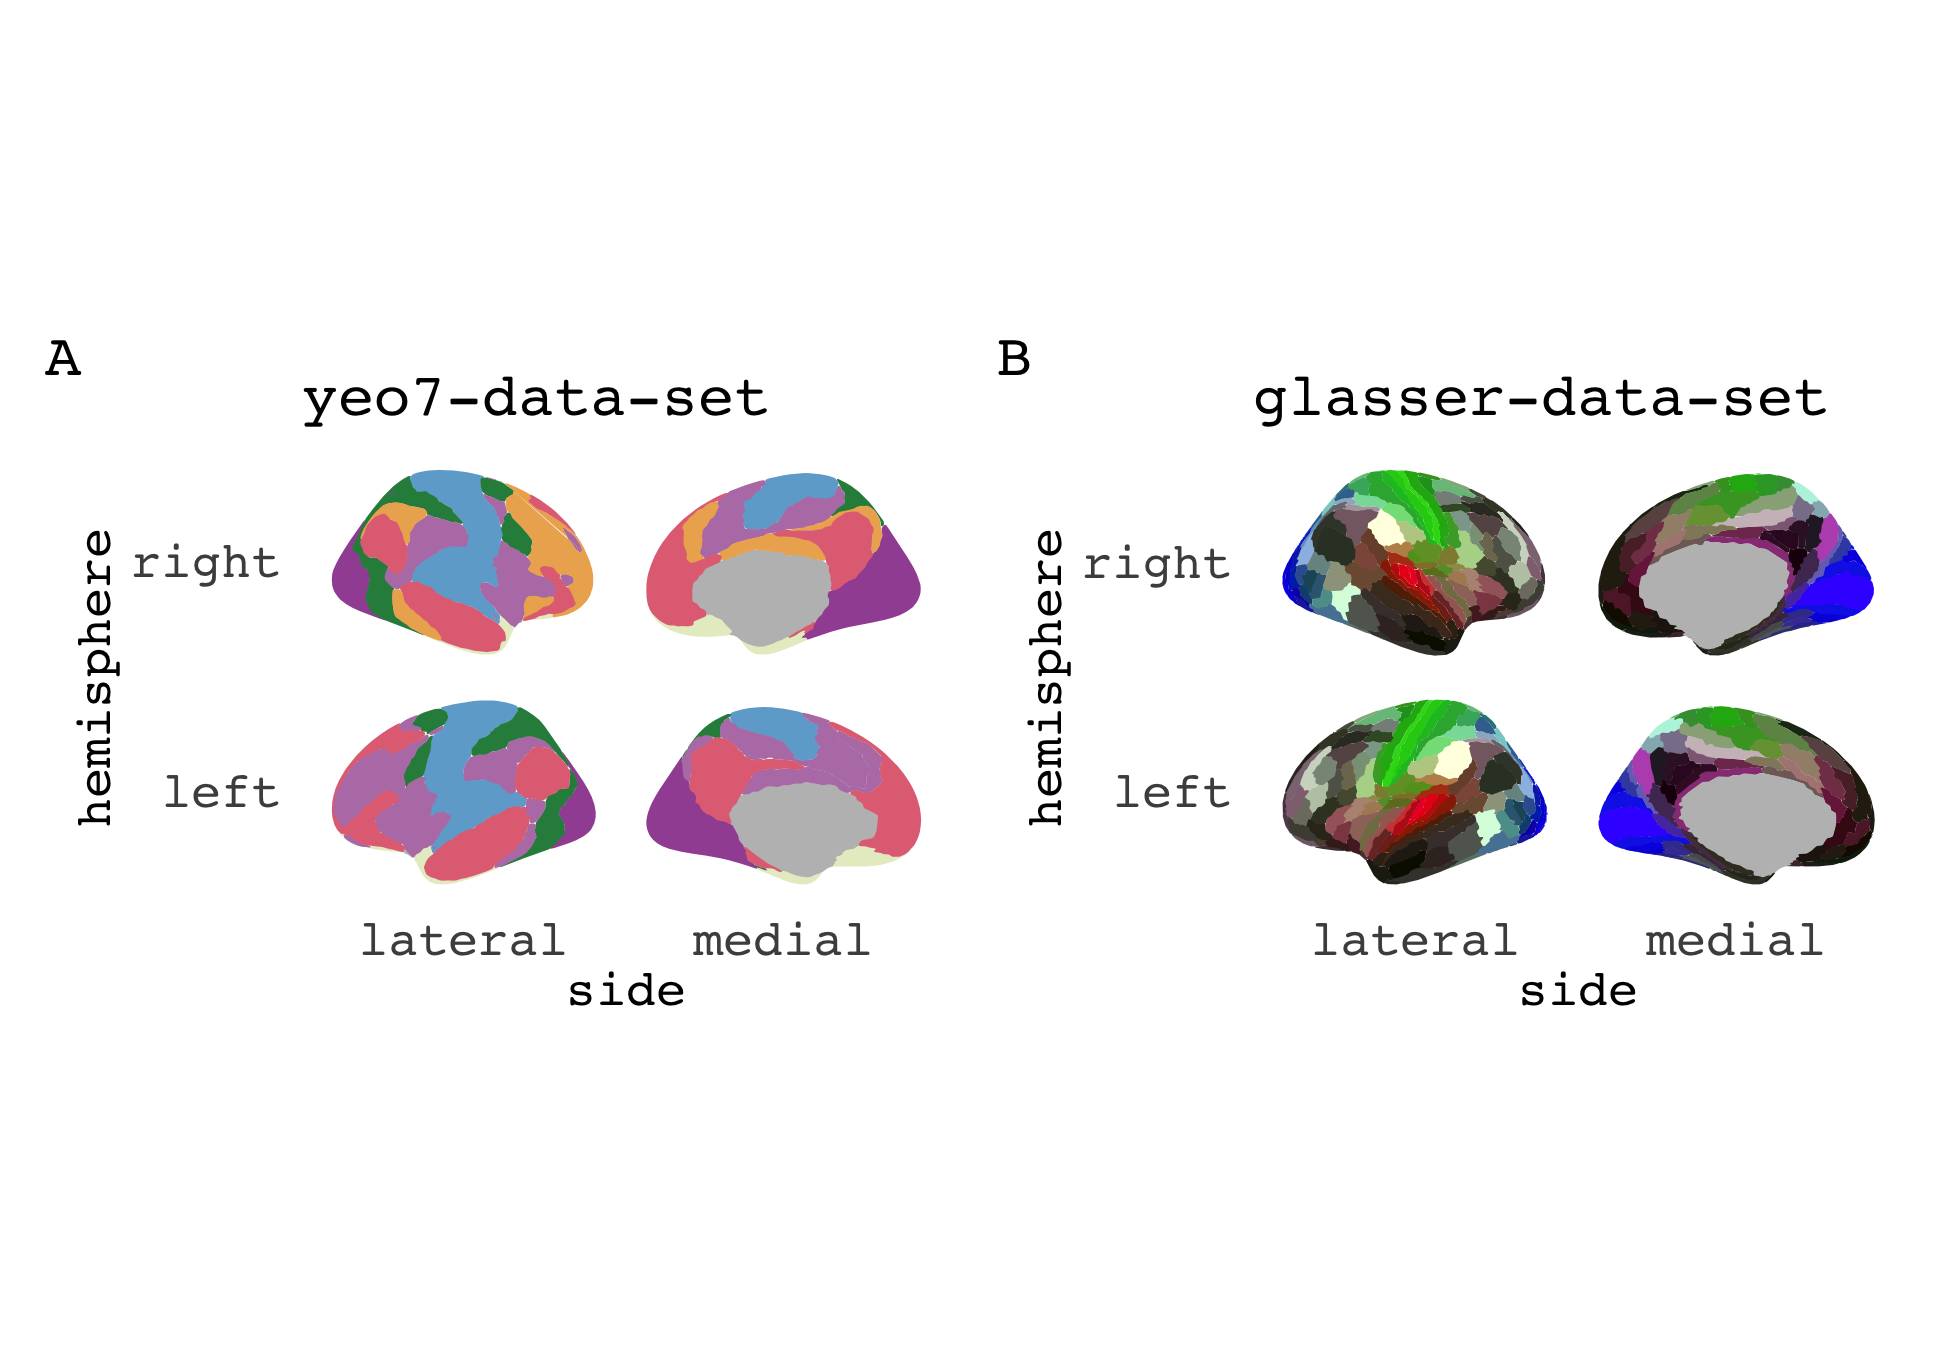 A
yeo7-data-set
hemisphere
right
left
lateral
medial
side
B
glasser-data-set
hemisphere
right
left
lateral
medial
side